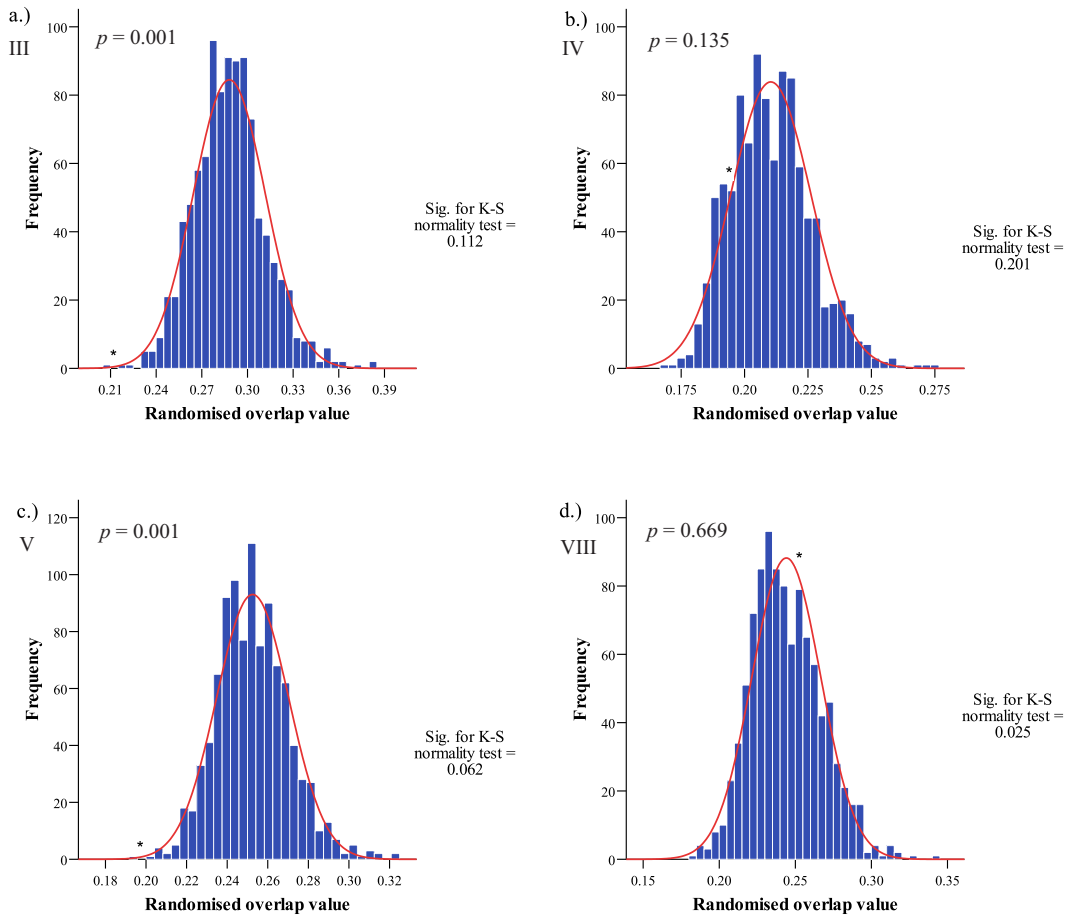 a.)
III
p = 0.001
100
80
60
40
20
0
Frequency
*
0.21 0.24 0.27 0.30 0.33 0.36 0.39
Randomised overlap value
Sig. for K-S
normality test =
0.112
b.)
IV
p = 0.135
100
80
60
40
20
0
Frequency
*
0.175 0.20 0.225 0.25 0.275
Randomised overlap value
Sig. for K-S
normality test =
0.201
c.)
V
p = 0.001
120
100
80
60
40
20
0
Frequency
*
0.18 0.20 0.22 0.24 0.26 0.28 0.30 0.32
Randomised overlap value
Sig. for K-S
normality test =
0.062
d.)
VIII
p = 0.669
100
80
60
40
20
0
Frequency
*
0.15 0.20 0.25 0.30 0.35
Randomised overlap value
Sig. for K-S
normality test =
0.025